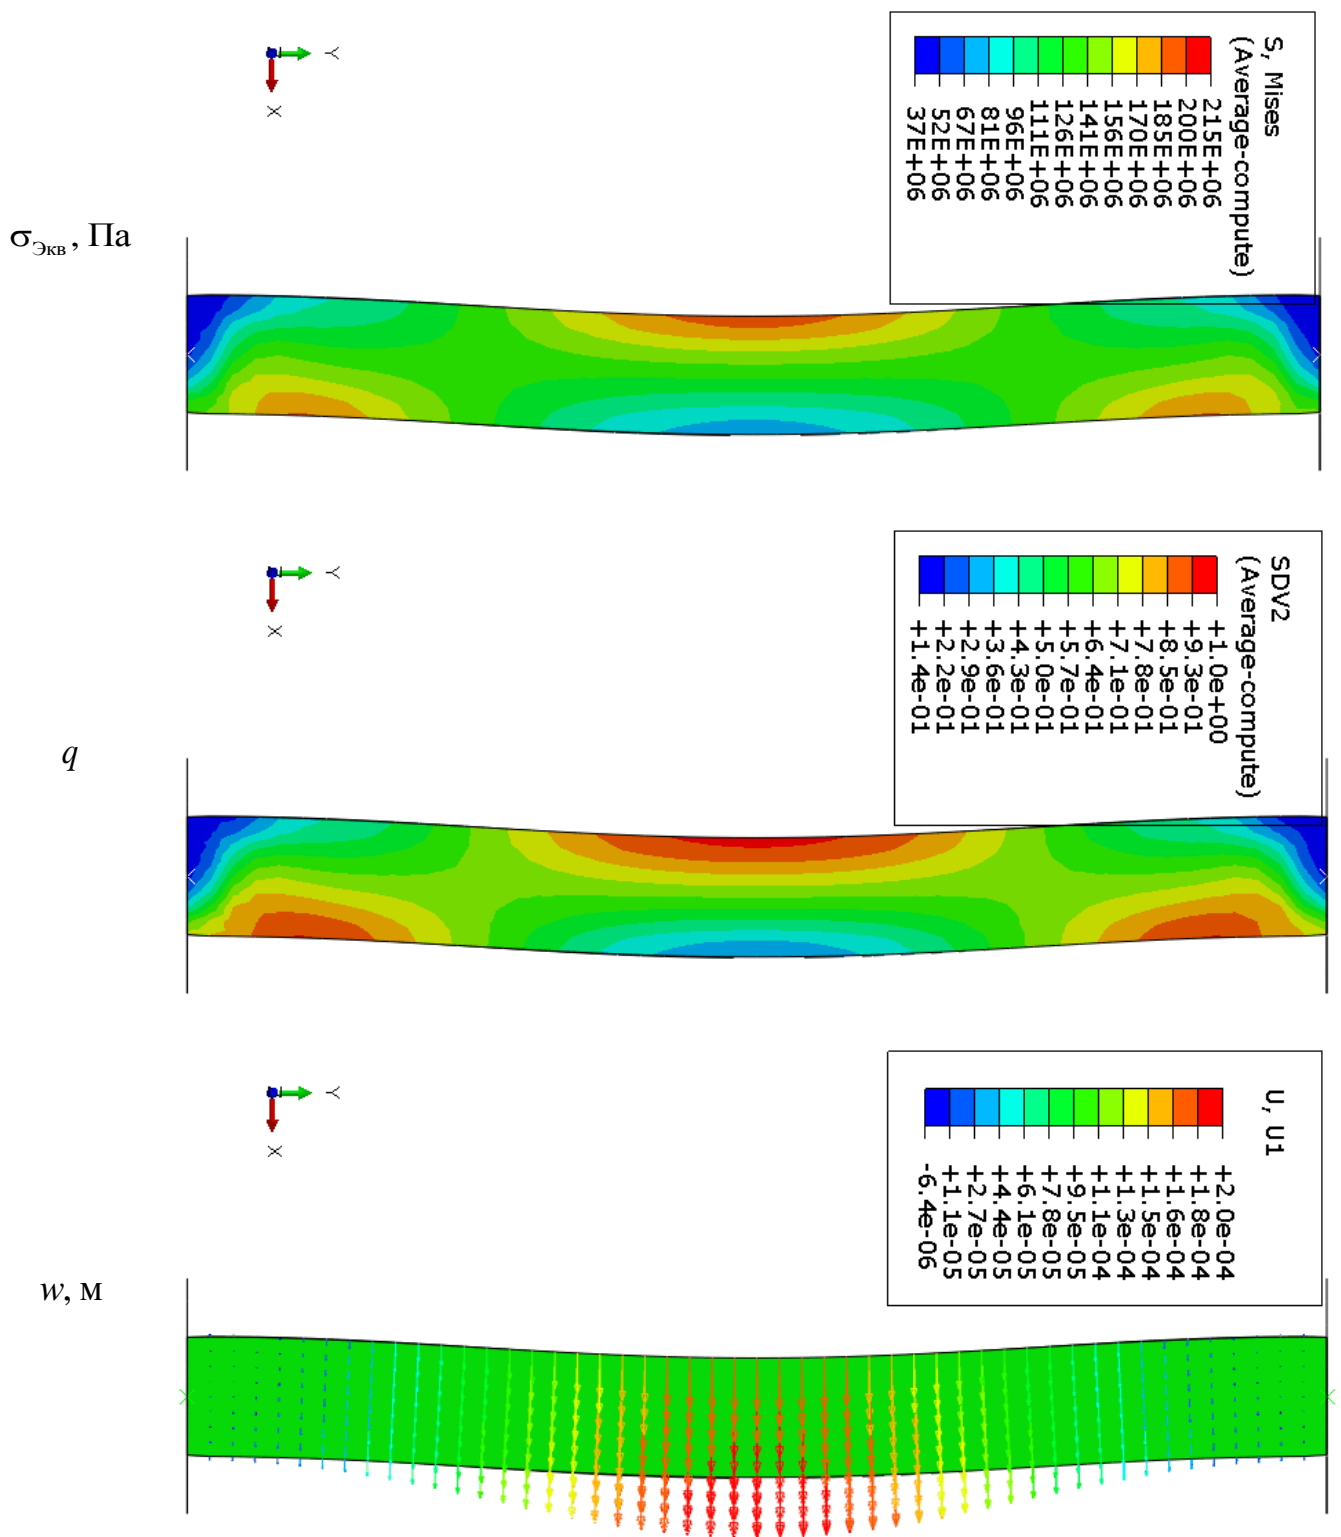 Y
X
S, Mises
(Average-compute)
215E+06
200E+06
185E+06
170E+06
156E+06
141E+06
126E+06
111E+06
96E+06
81E+06
67E+06
52E+06
37E+06
σЭкв, Па
Y
X
SDV2
(Average-compute)
+1.0e+00
+9.3e-01
+8.5e-01
+7.8e-01
+7.1e-01
+6.4e-01
+5.7e-01
+5.0e-01
+4.3e-01
+3.6e-01
+2.9e-01
+2.2e-01
+1.4e-01
q
Y
X
U, U1
+2.0e-04
+1.8e-04
+1.6e-04
+1.5e-04
+1.3e-04
+1.1e-04
+9.5e-05
+7.8e-05
+6.1e-05
+4.4e-05
+2.7e-05
+1.1e-05
-6.4e-06
w, м